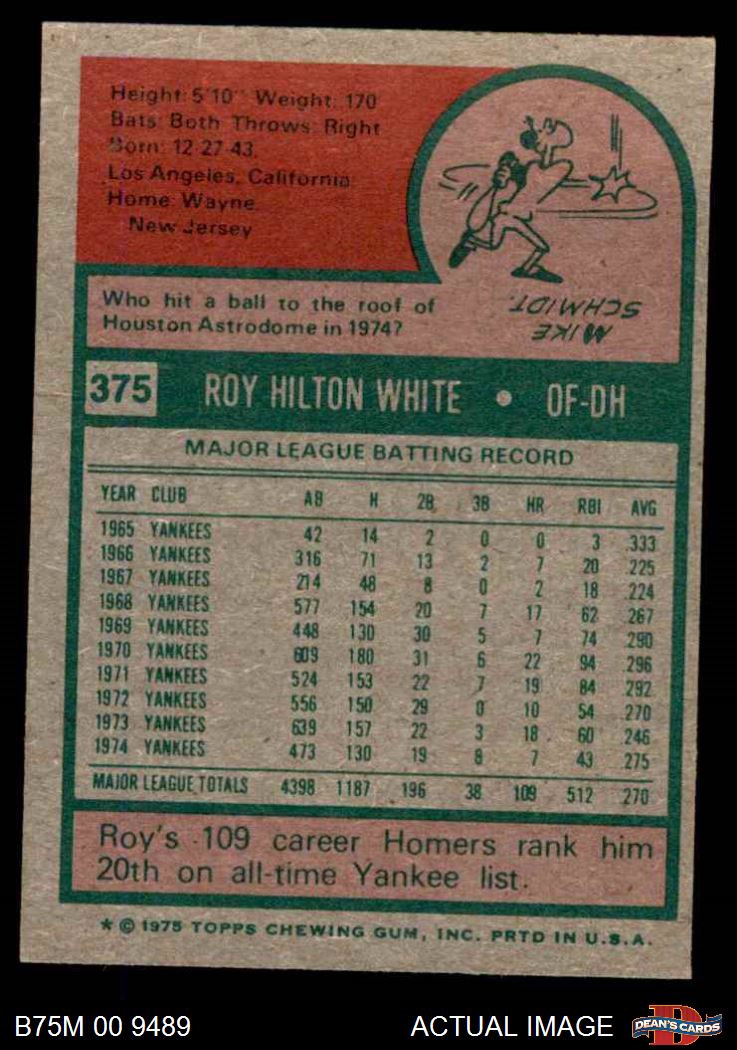 Height: 5'10" Weight: 170
Bats: Both Throws: Right
Born: 12-27-43,
Los Angeles, California
Home: Wayne,
New Jersey
Who hit a ball to the roof of
Houston Astrodome in 1974?
MIKE
SCHMIDT.
375 ROY HILTON WHITE • OF-DH
MAJOR LEAGUE BATTING RECORD
YEAR CLUB AB H 2B 3B HR RBI AVG
1965 YANKEES 42 14 2 0 0 3 .333
1966 YANKEES 316 71 13 2 7 20 .225
1967 YANKEES 214 48 8 0 2 18 .224
1968 YANKEES 577 154 20 7 17 62 .267
1969 YANKEES 448 130 30 5 7 74 .290
1970 YANKEES 609 180 31 6 22 94 .296
1971 YANKEES 524 153 22 7 19 84 .292
1972 YANKEES 556 150 29 0 10 54 .270
1973 YANKEES 639 157 22 3 18 60 .246
1974 YANKEES 473 130 19 8 7 43 .275
MAJOR LEAGUE TOTALS 4398 1187 196 38 109 512 .270
Roy's 109 career Homers rank him
20th on all-time Yankee list.
* © 1975 TOPPS CHEWING GUM, INC. PRTD IN U.S.A.
B75M 00 9489 ACTUAL IMAGE DEAN'S CARDS